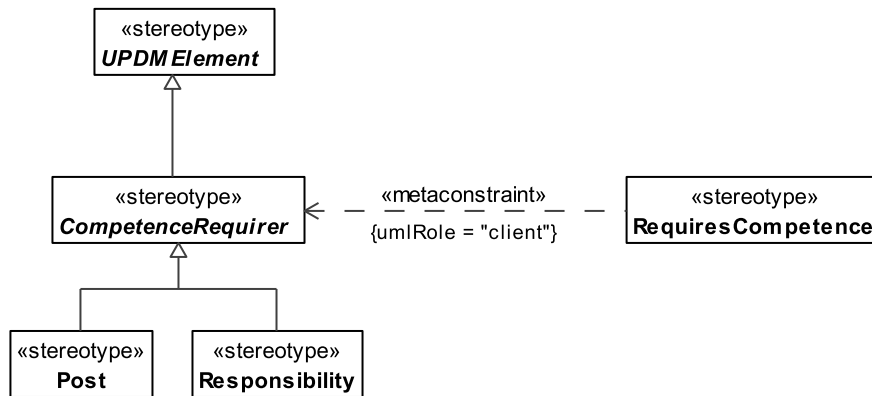 «stereotype»
UPDMElement
«stereotype»
CompetenceRequirer
«metaconstraint»
{umlRole = "client"}
«stereotype»
RequiresCompetence
«stereotype»
Post
«stereotype»
Responsibility